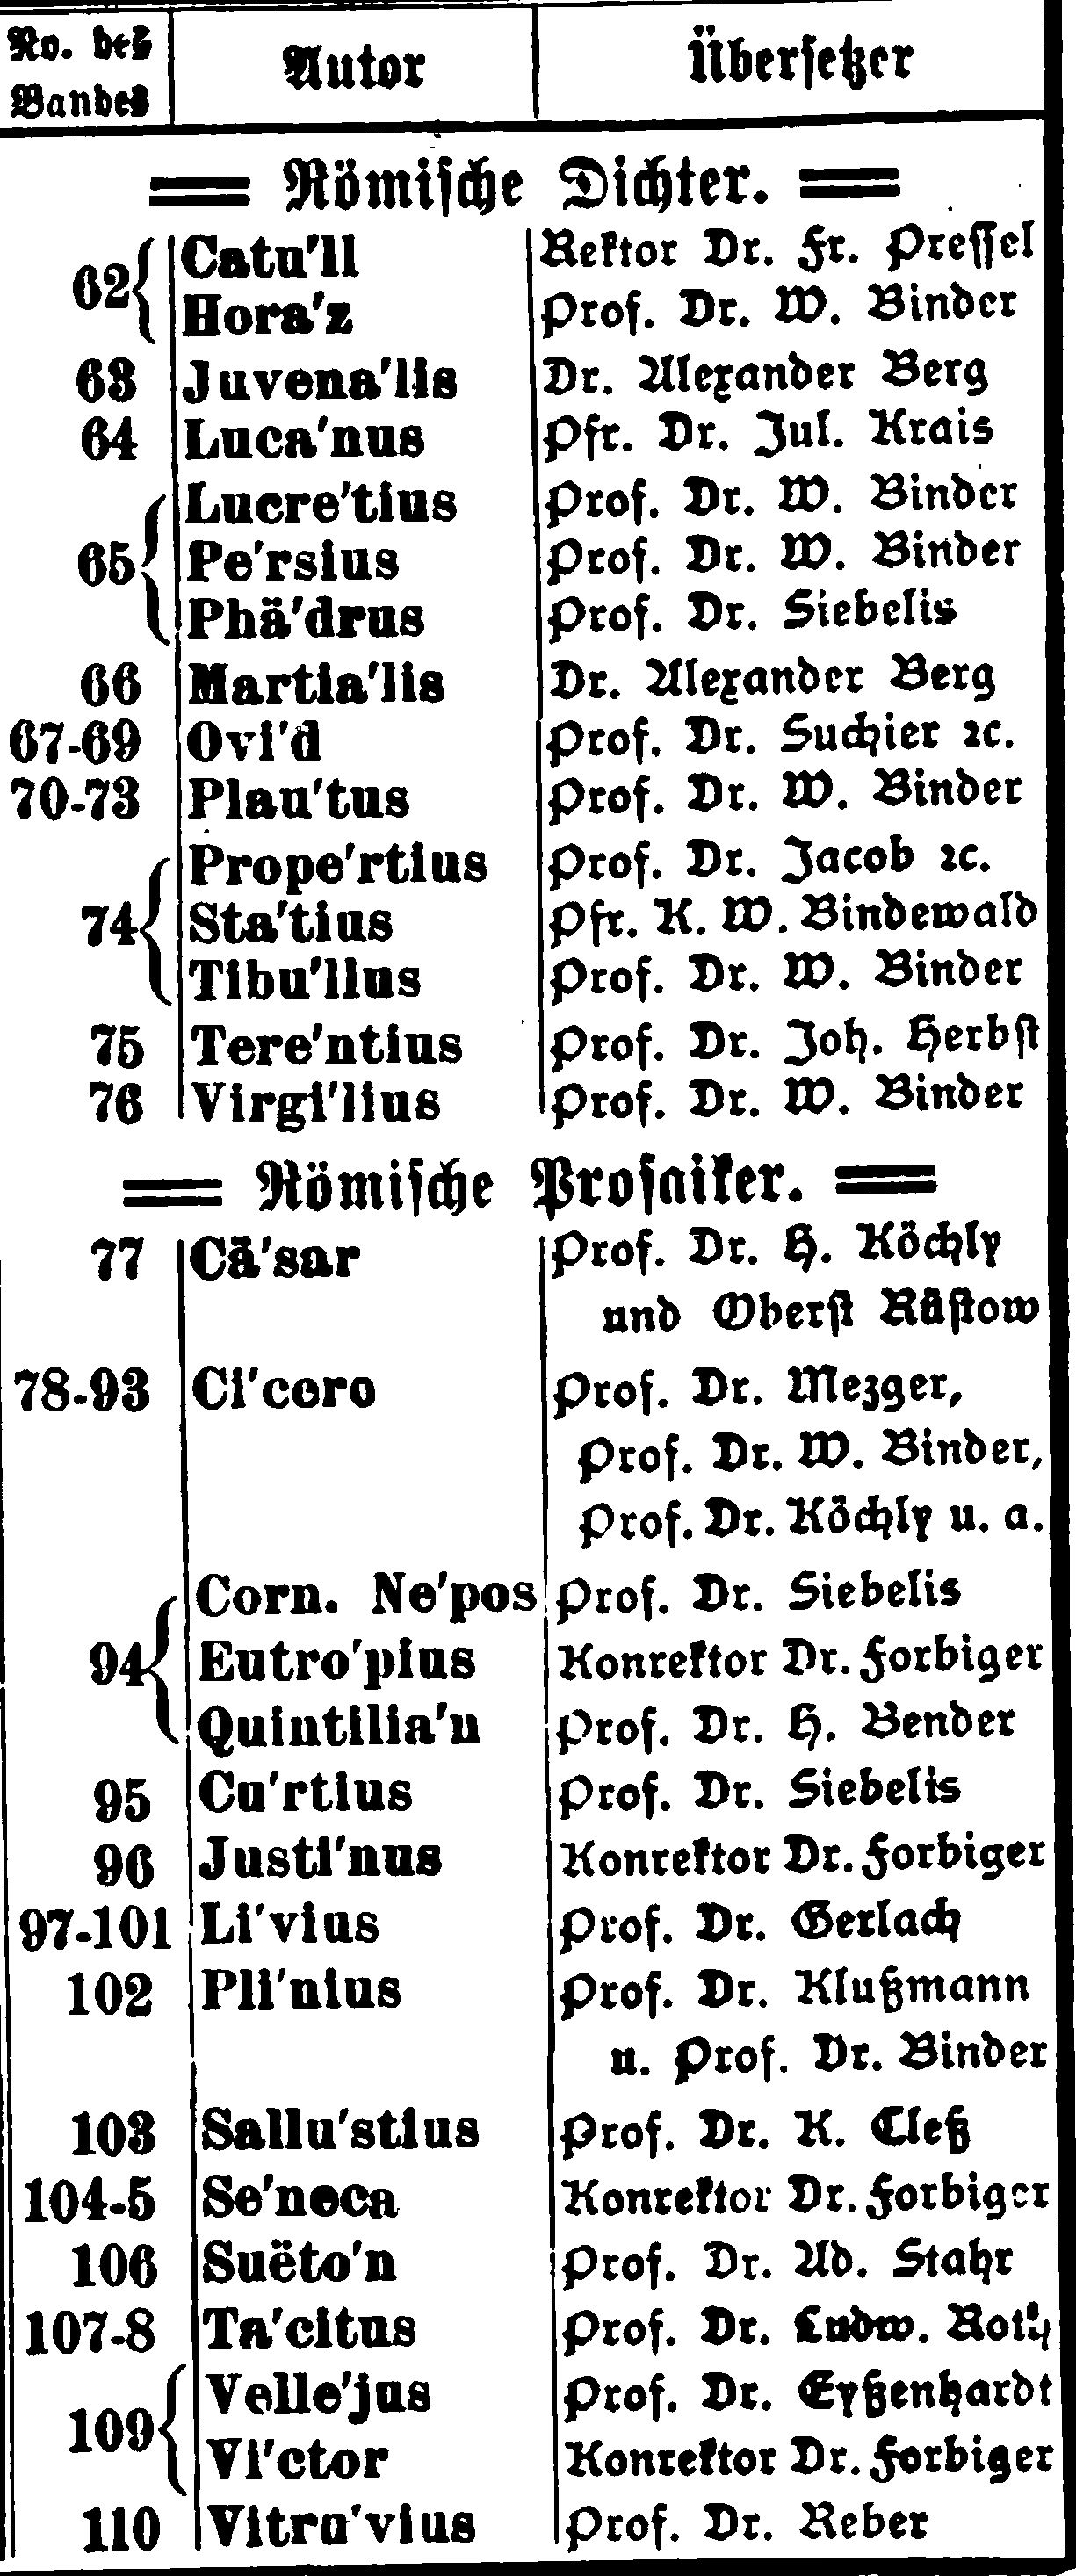 No. des Bandes | Autor | Übersetzer
Römische Dichter.
62 { Catu'll | Rektor Dr. Fr. Pressel
Hora'z | Prof. Dr. W. Binder
63 | Juvena'lis | Dr. Alexander Berg
64 | Luca'nus | Pfr. Dr. Jul. Krais
Lucre'tius | Prof. Dr. W. Binder
65 { Pe'rsius | Prof. Dr. W. Binder
Phä'drus | Prof. Dr. Siebelis
66 | Martia'lis | Dr. Alexander Berg
67-69 | Ovi'd | Prof. Dr. Suchier ꝛc.
70-73 | Plau'tus | Prof. Dr. W. Binder
Prope'rtius | Prof. Dr. Jacob ꝛc.
74 { Sta'tius | Pfr. K. W. Bindewald
Tibu'llus | Prof. Dr. W. Binder
75 | Tere'ntius | Prof. Dr. Joh. Herbst
76 | Virgi'lius | Prof. Dr. W. Binder
Römische Prosaiker.
77 | Cä'sar | Prof. Dr. H. Köchly
und Oberst Rüstow
78-93 | Ci'cero | Prof. Dr. Mezger,
Prof. Dr. W. Binder,
Prof. Dr. Köchly u. a.
Corn. Ne'pos | Prof. Dr. Siebelis
94 { Eutro'pius | Konrektor Dr. Forbiger
Quintilia'n | Prof. Dr. H. Bender
95 | Cu'rtius | Prof. Dr. Siebelis
96 | Justi'nus | Konrektor Dr. Forbiger
97-101 | Li'vius | Prof. Dr. Gerlach
102 | Pli'nius | Prof. Dr. Klußmann
u. Prof. Dr. Binder
103 | Sallu'stius | Prof. Dr. K. Cleß
104-5 | Se'neca | Konrektor Dr. Forbiger
106 | Suëto'n | Prof. Dr. Ad. Stahr
107-8 | Ta'citus | Prof. Dr. Ludw. Roth
109 { Velle'jus | Prof. Dr. Eyßenhardt
Vi'ctor | Konrektor Dr. Forbiger
110 | Vitru'vius | Prof. Dr. Reber